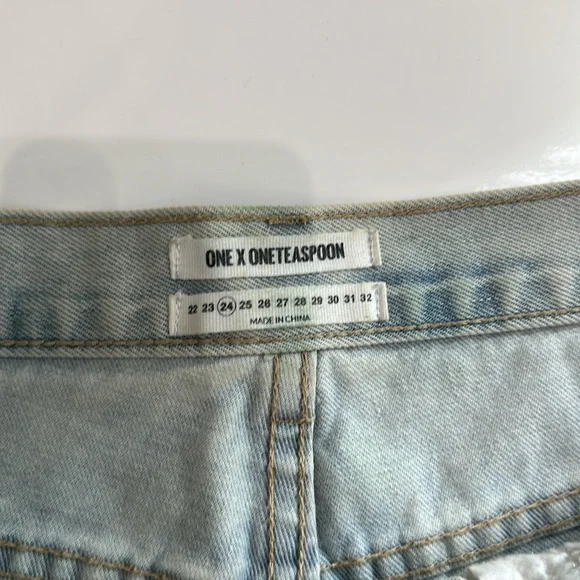 ONE X ONETEASPOON
22 23 24 25 26 27 28 29 30 31 32
MADE IN CHINA